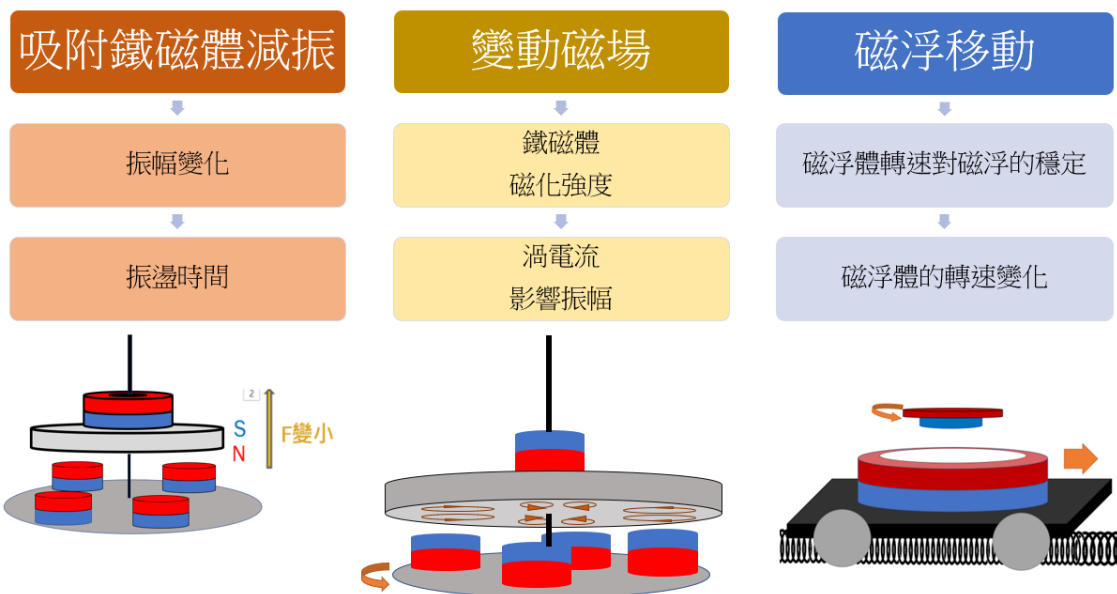 吸附鐵磁體減振
振幅變化
振盪時間
2
S
N
F變小
變動磁場
鐵磁體
磁化強度
渦電流
影響振幅
磁浮移動
磁浮體轉速對磁浮的穩定
磁浮體的轉速變化